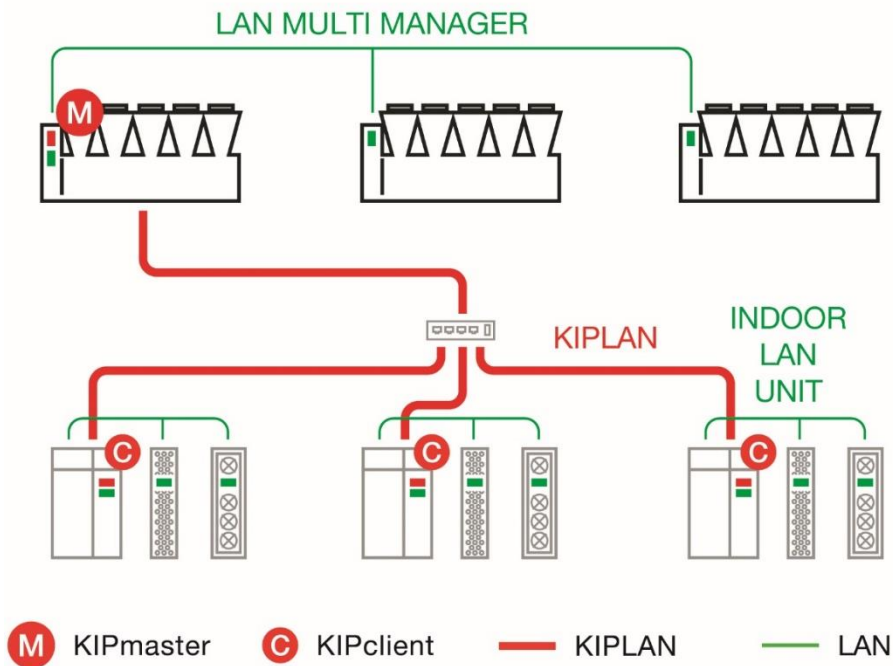 LAN MULTI MANAGER
M
KIPLAN
INDOOR
LAN
UNIT
C
C
C
M KIPmaster C KIPclient KIPLAN LAN